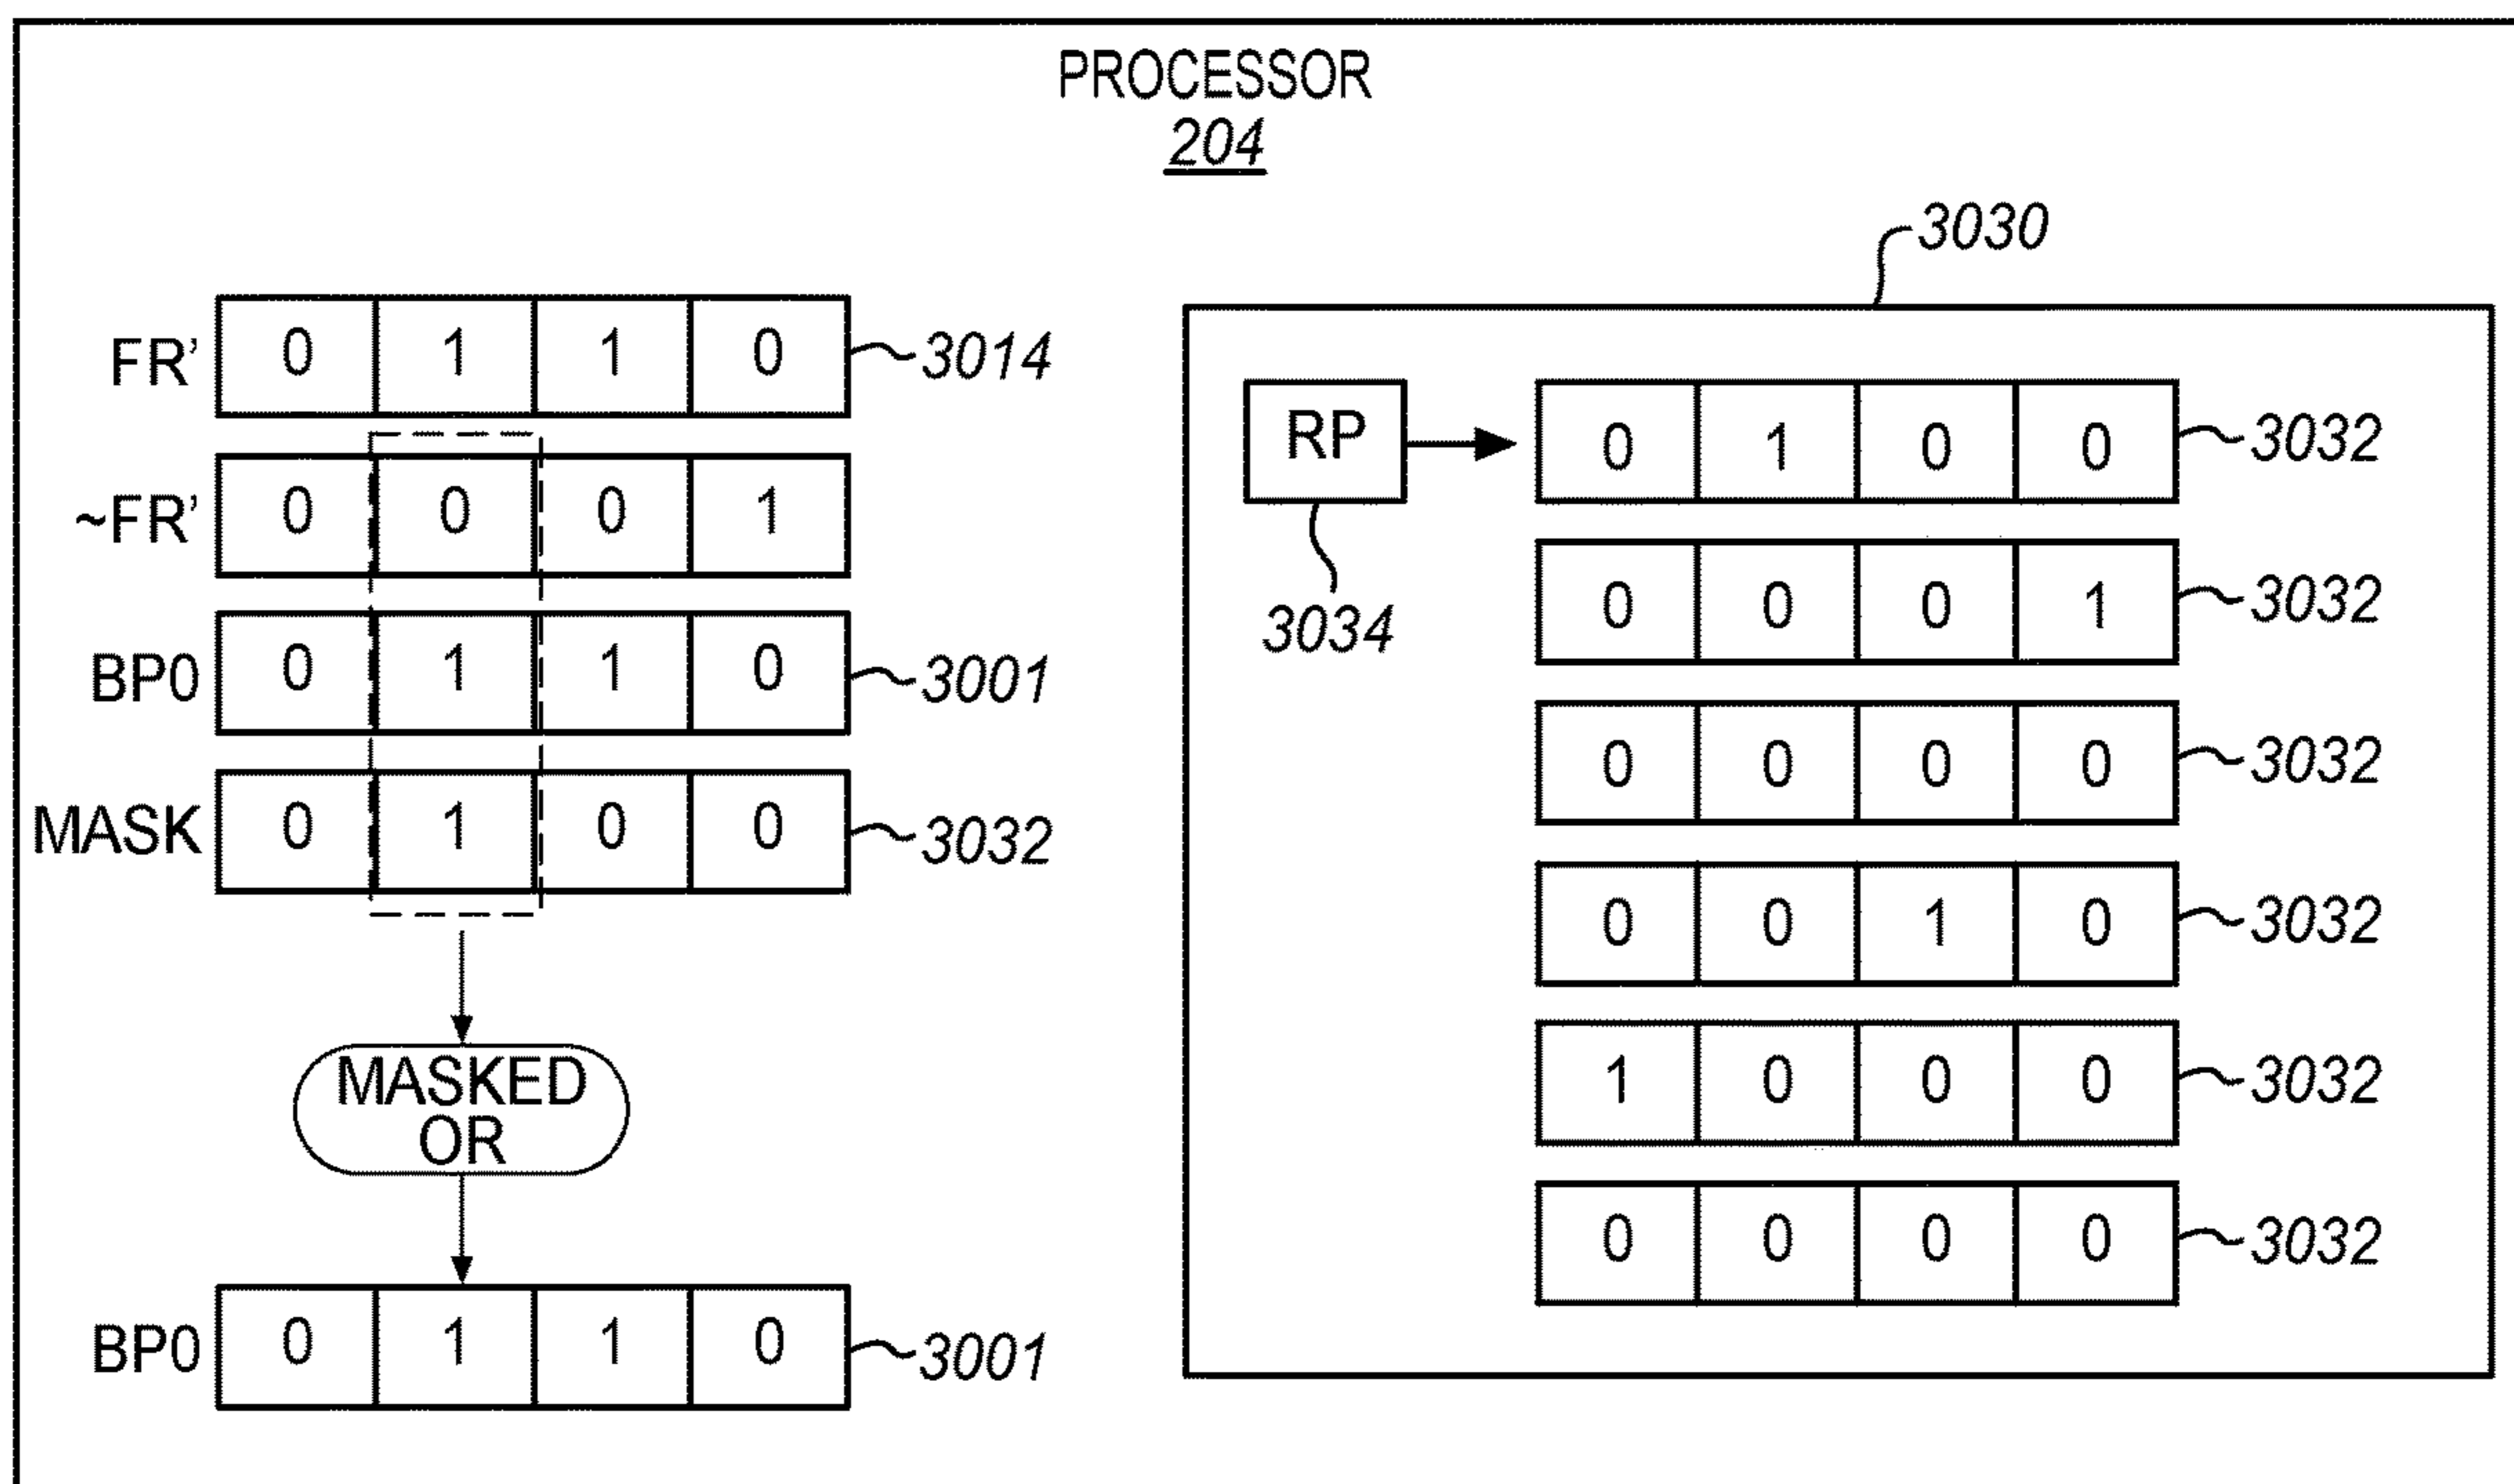 PROCESSOR
204
FR' 0 1 1 0 3014
~FR' 0 0 0 1
BP0 0 1 1 0 3001
MASK 0 1 0 0 3032
MASKED
OR
BP0 0 1 1 0 3001
3030
RP 0 1 0 0 3032
3034
0 0 0 1 3032
0 0 0 0 3032
0 0 1 0 3032
1 0 0 0 3032
0 0 0 0 3032